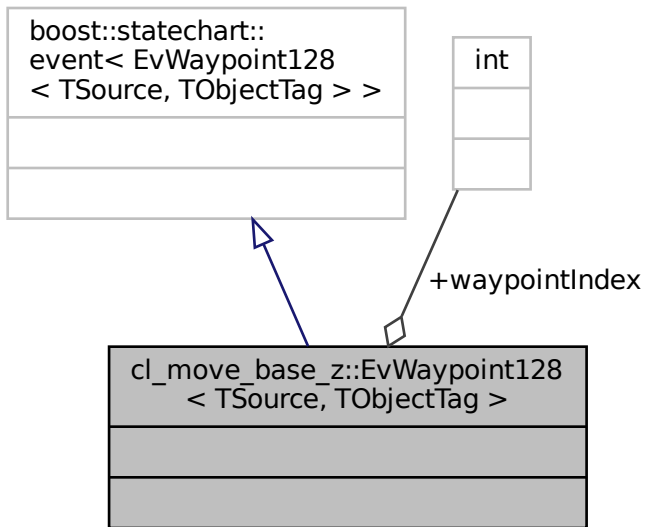 boost::statechart::
event< EvWaypoint128
< TSource, TObjectTag > >
int
+waypointIndex
cl_move_base_z::EvWaypoint128
< TSource, TObjectTag >